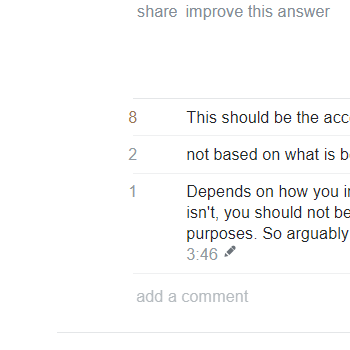 share improve this answer
8 This should be the acc
2 not based on what is b
1 Depends on how you i
isn't, you should not be
purposes. So arguably
3:46
add a comment